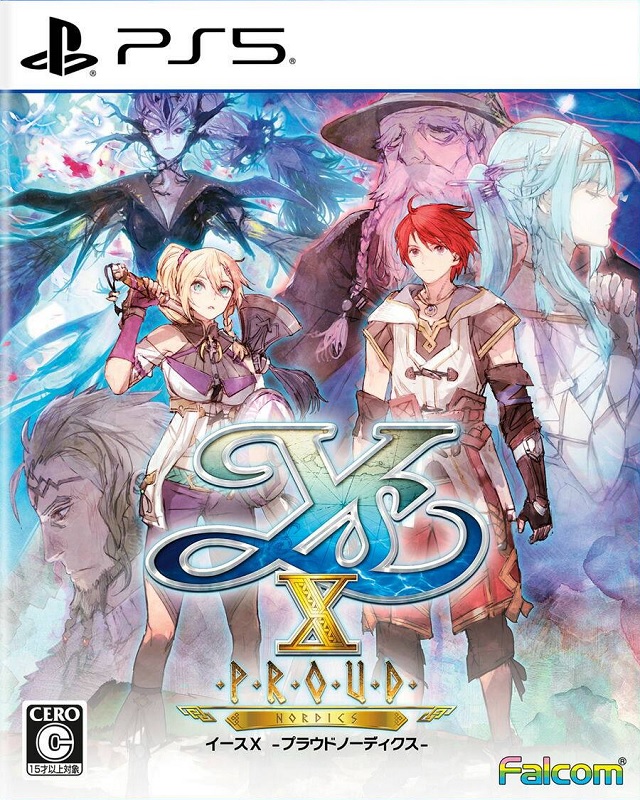 PS5
Ys
X
・P・R・O・U・D・
NORDICS
イースX -プラウドノーディクス-
CERO
C
15才以上対象
Falcom